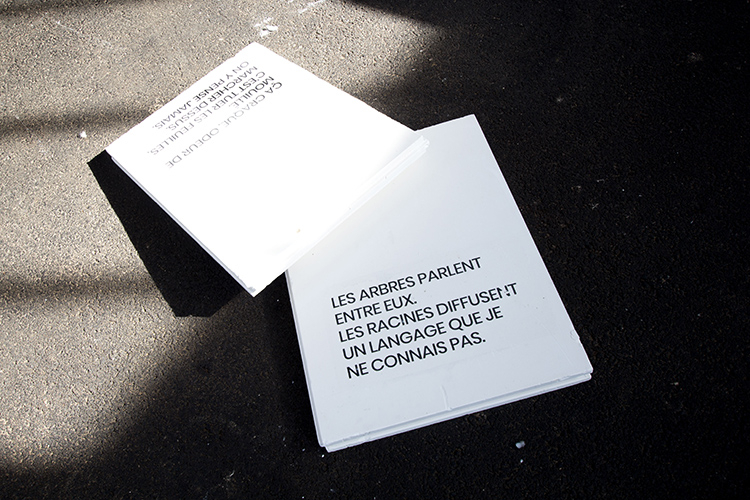 ÇA CRAQUE. ODEUR DE
MOUILLÉ.
C'EST TUER LES FEUILLES.
MARCHER DESSUS.
ON Y PENSE JAMAIS.
LES ARBRES PARLENT
ENTRE EUX.
LES RACINES DIFFUSENT
UN LANGAGE QUE JE
NE CONNAIS PAS.